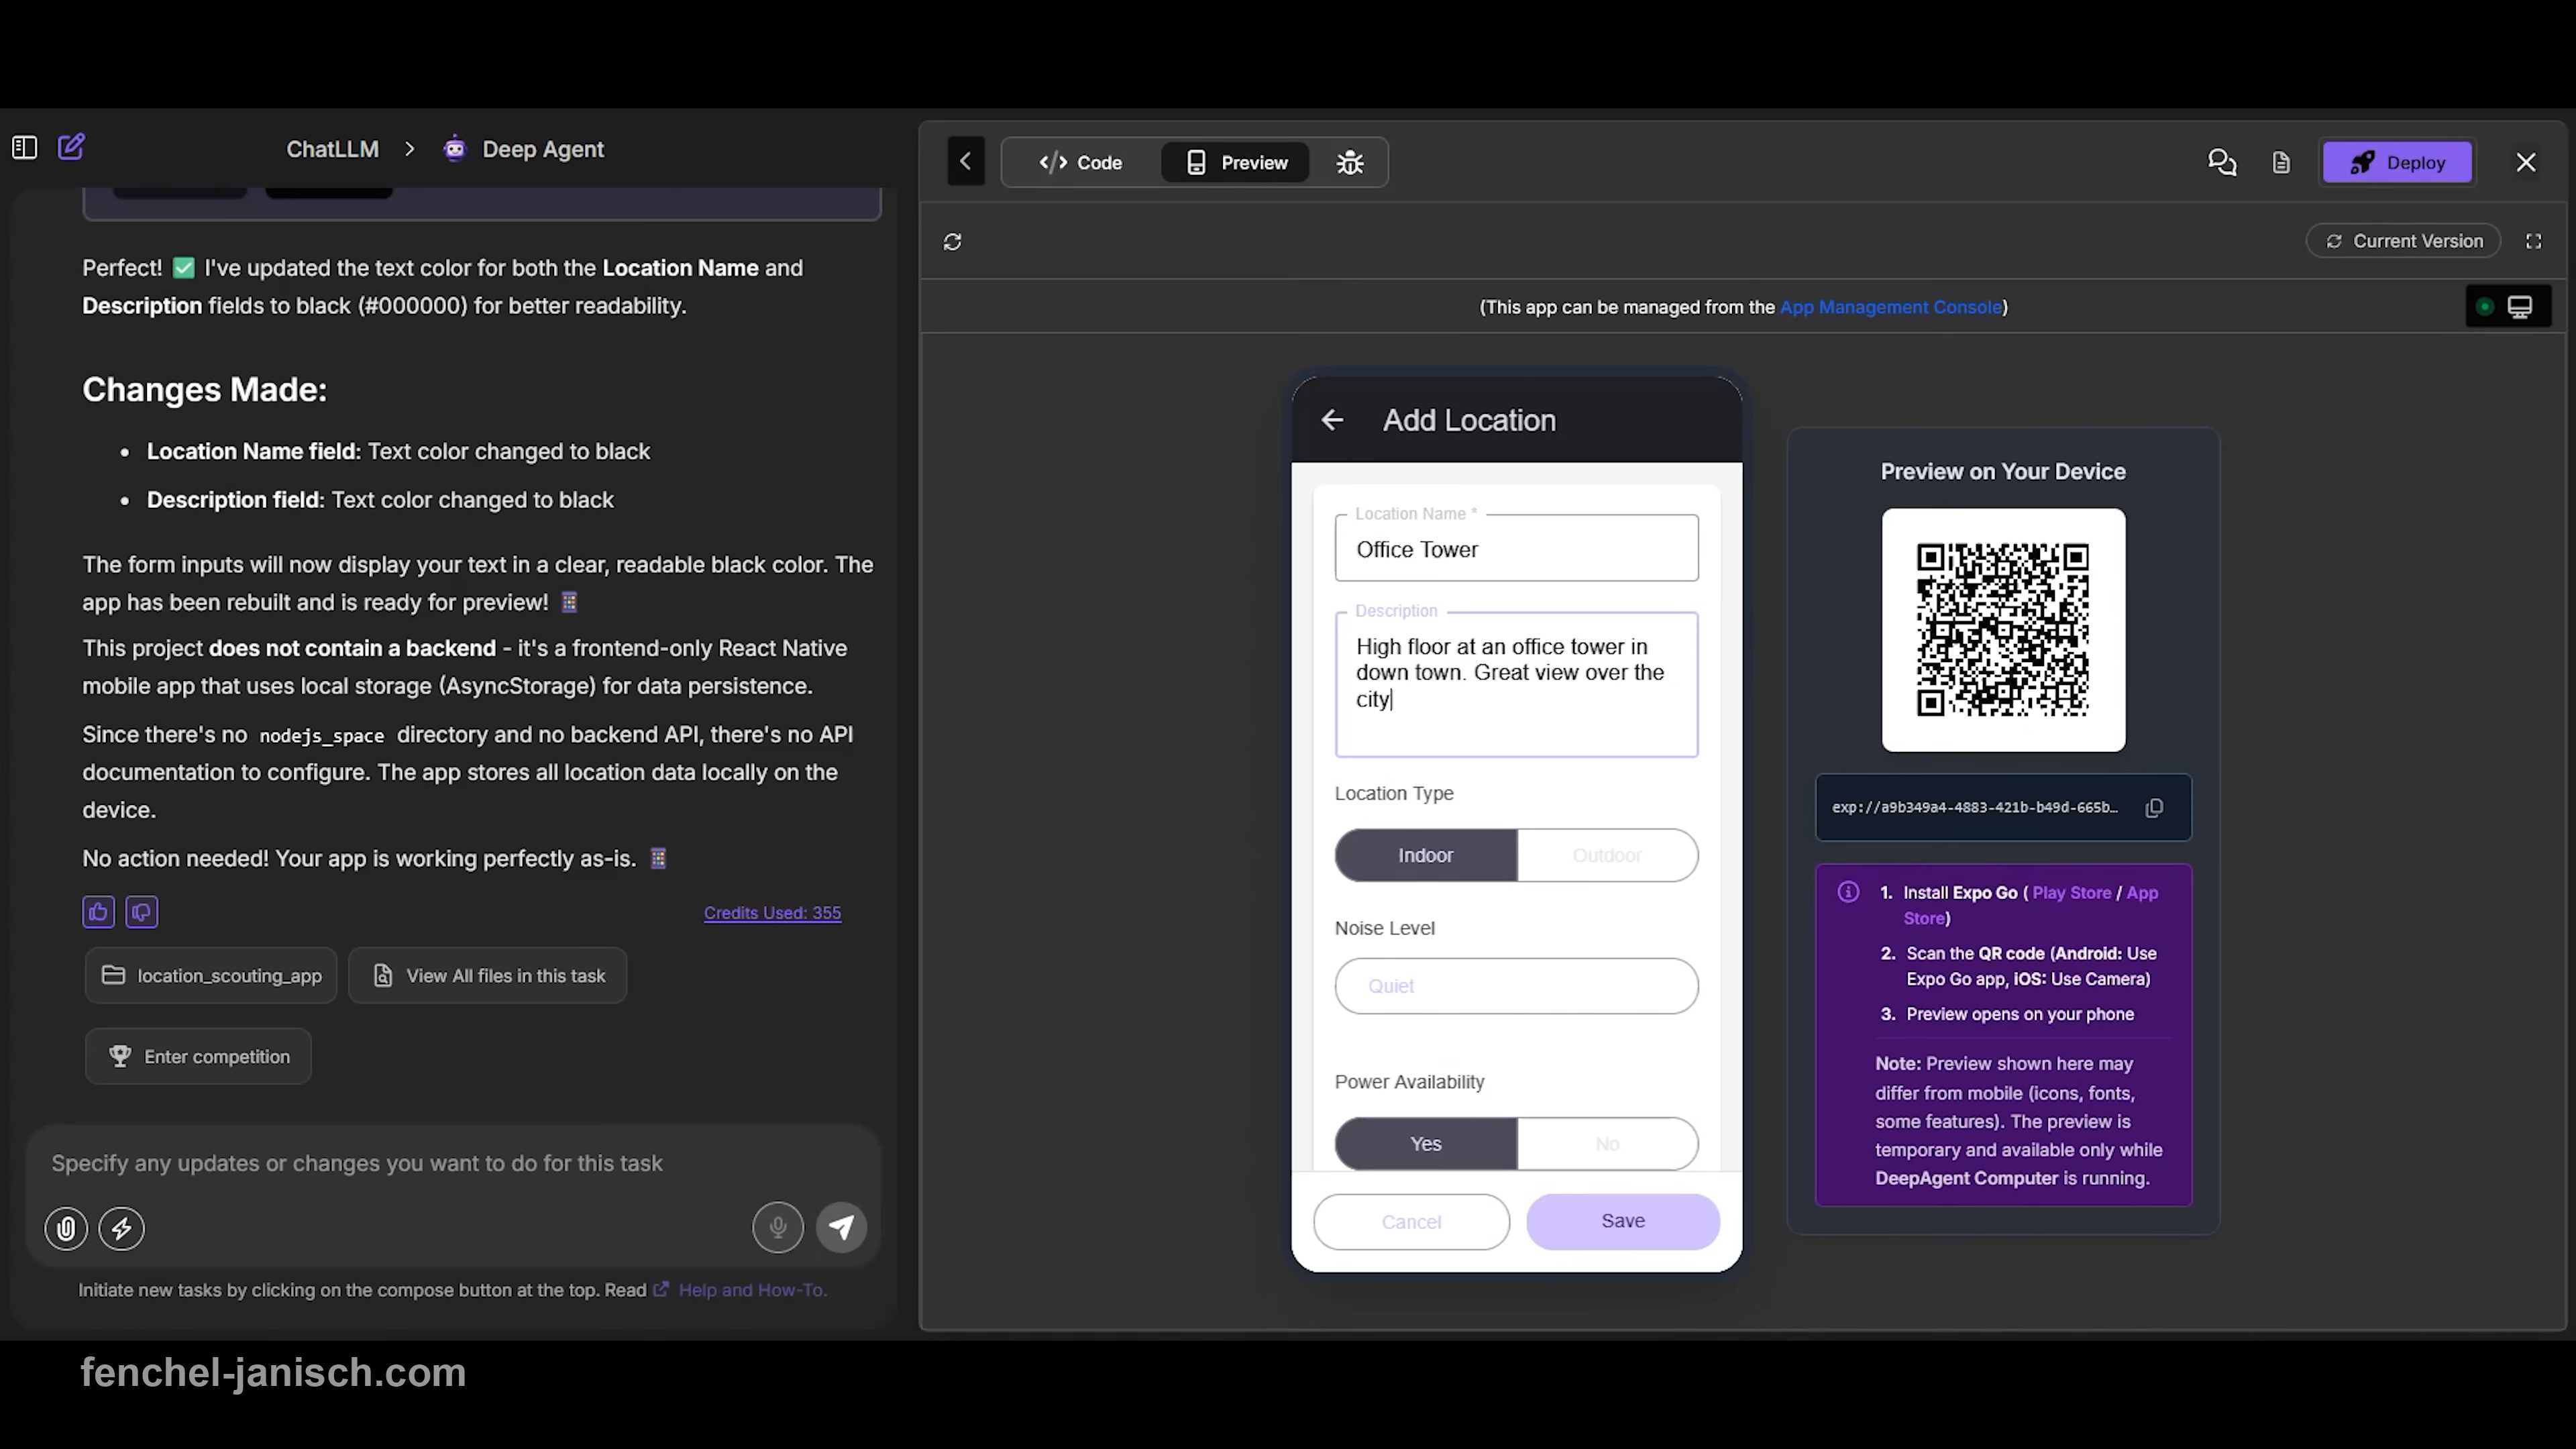 ChatLLM > Deep Agent
Perfect! ✅ I've updated the text color for both the Location Name and
Description fields to black (#000000) for better readability.
Changes Made:
• Location Name field: Text color changed to black
• Description field: Text color changed to black
The form inputs will now display your text in a clear, readable black color. The
app has been rebuilt and is ready for preview! 📱
This project does not contain a backend - it's a frontend-only React Native
mobile app that uses local storage (AsyncStorage) for data persistence.
Since there's no nodejs_space directory and no backend API, there's no API
documentation to configure. The app stores all location data locally on the
device.
No action needed! Your app is working perfectly as-is. 📱
Credits Used: 355
location_scouting_app
View All files in this task
Enter competition
Specify any updates or changes you want to do for this task
Initiate new tasks by clicking on the compose button at the top. Read Help and How-To.
</> Code
Preview
Deploy
Current Version
(This app can be managed from the App Management Console)
Add Location
Location Name *
Office Tower
Description
High floor at an office tower in
down town. Great view over the
city
Location Type
Indoor
Outdoor
Noise Level
Quiet
Power Availability
Yes
No
Cancel
Save
Preview on Your Device
exp://a9b349a4-4883-421b-b49d-665b…
1. Install Expo Go ( Play Store / App
Store)
2. Scan the QR code (Android: Use
Expo Go app, iOS: Use Camera)
3. Preview opens on your phone
Note: Preview shown here may
differ from mobile (icons, fonts,
some features). The preview is
temporary and available only while
DeepAgent Computer is running.
fenchel-janisch.com